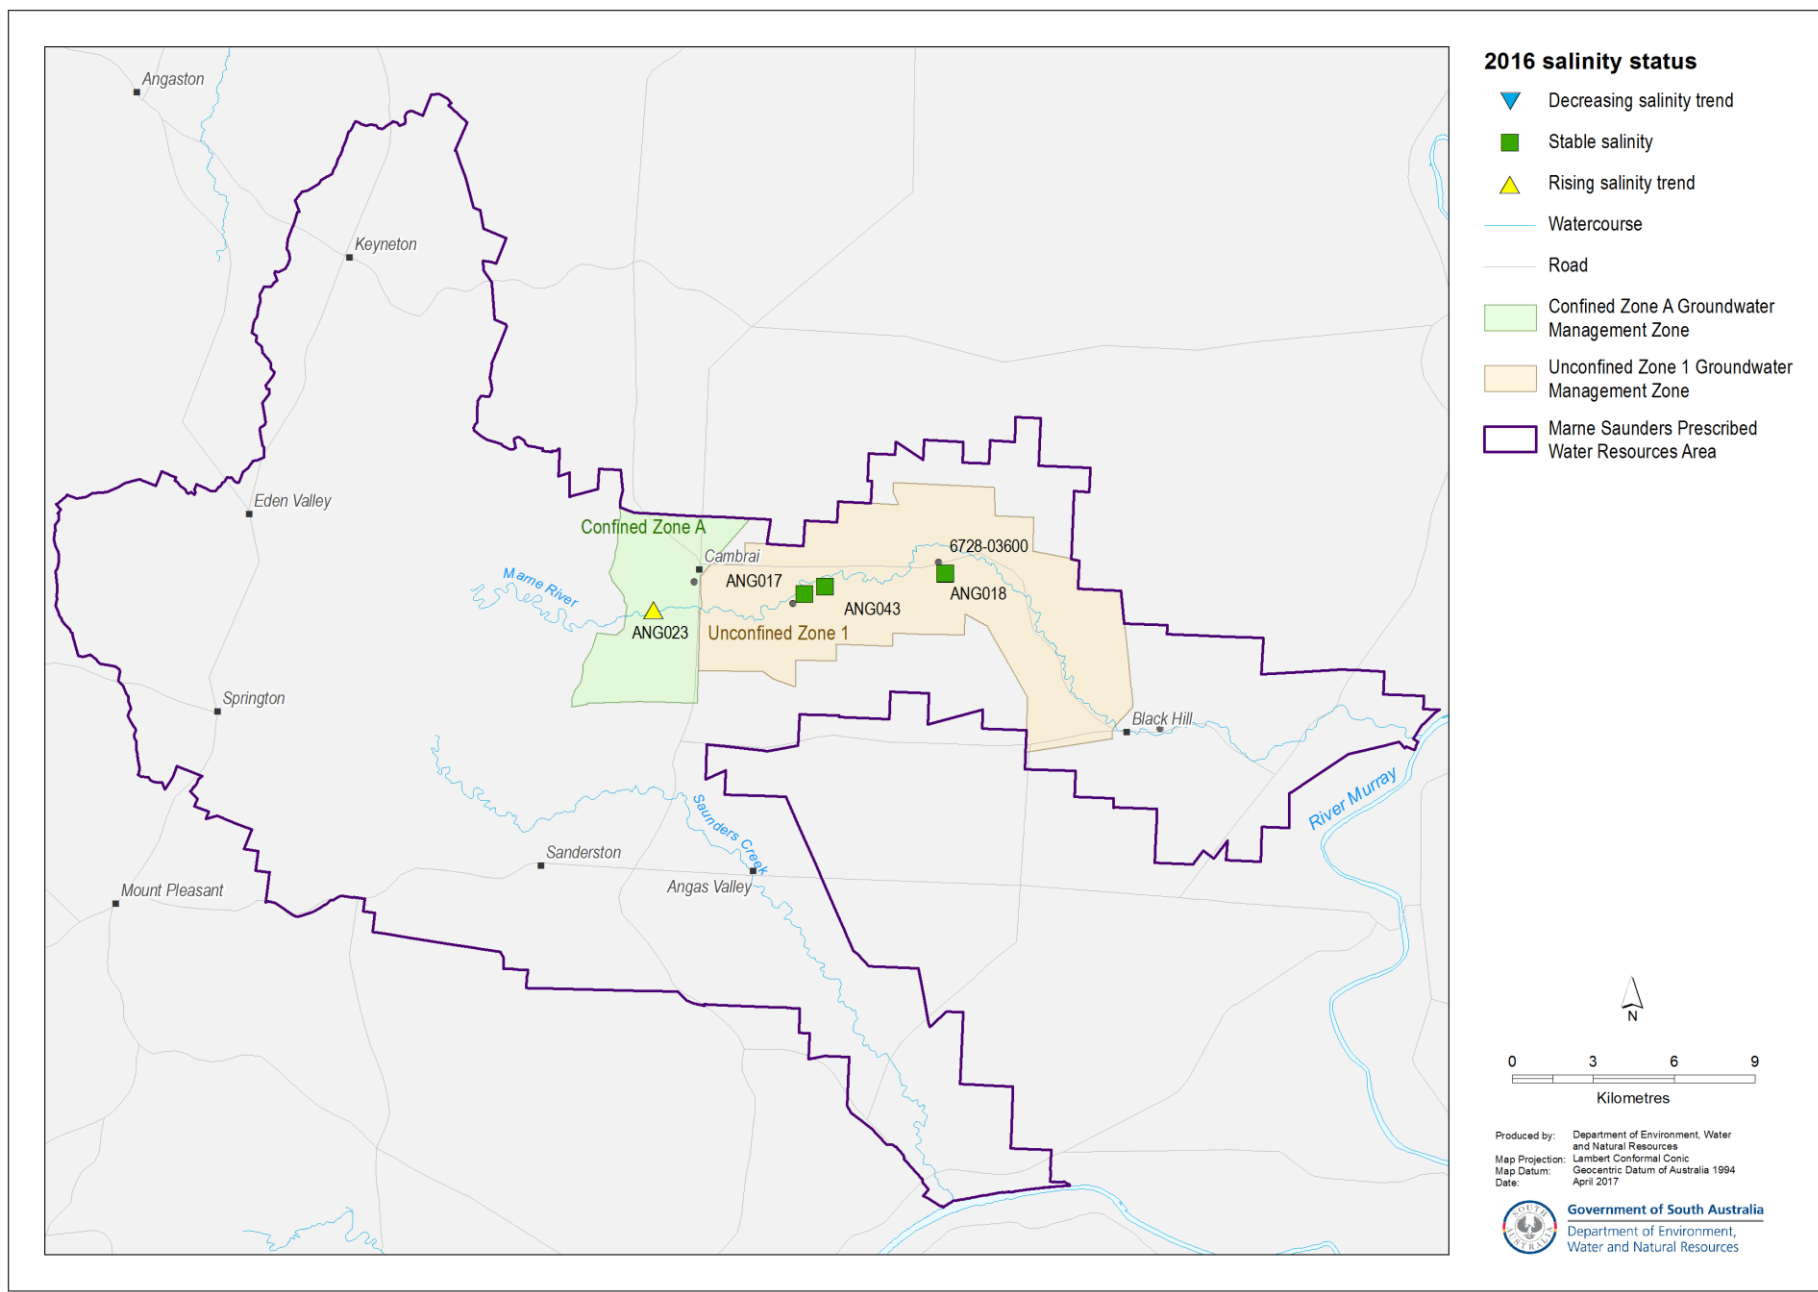 Angaston
Keyneton
Eden Valley
Confined Zone A
Cambrai
6728-03600
Marne River
ANG017
ANG018
ANG043
ANG023
Unconfined Zone 1
Springton
Black Hill
River Murray
Saunders Creek
Sanderston
Angas Valley
Mount Pleasant
2016 salinity status
Decreasing salinity trend
Stable salinity
Rising salinity trend
Watercourse
Road
Confined Zone A Groundwater
Management Zone
Unconfined Zone 1 Groundwater
Management Zone
Marne Saunders Prescribed
Water Resources Area
N
0 3 6 9
Kilometres
Produced by: Department of Environment, Water
and Natural Resources
Map Projection: Lambert Conformal Conic
Map Datum: Geocentric Datum of Australia 1994
Date: April 2017
SOUTH AUSTRALIA
Government of South Australia
Department of Environment,
Water and Natural Resources